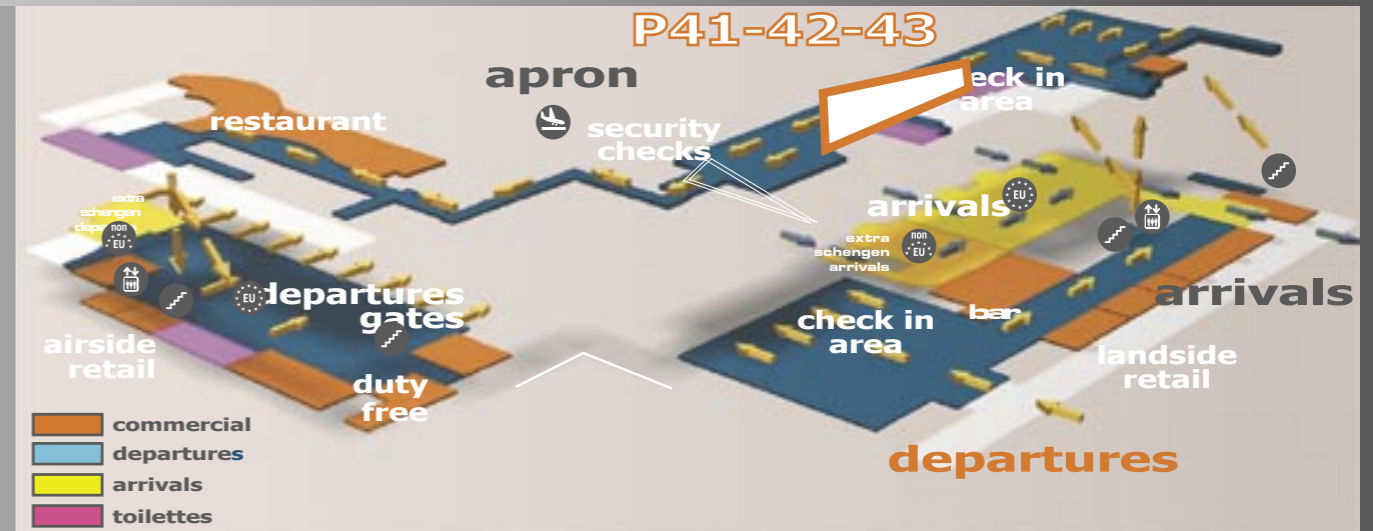 P41-42-43
apron
eck in
area
restaurant
security
checks
extra
schengen
non
EU
arrivals
EU
extra
schengen
arrivals
non
EU
EU
departures
gates
airside
retail
duty
free
check in
area
bar
arrivals
landside
retail
departures
commercial
departures
arrivals
toilettes